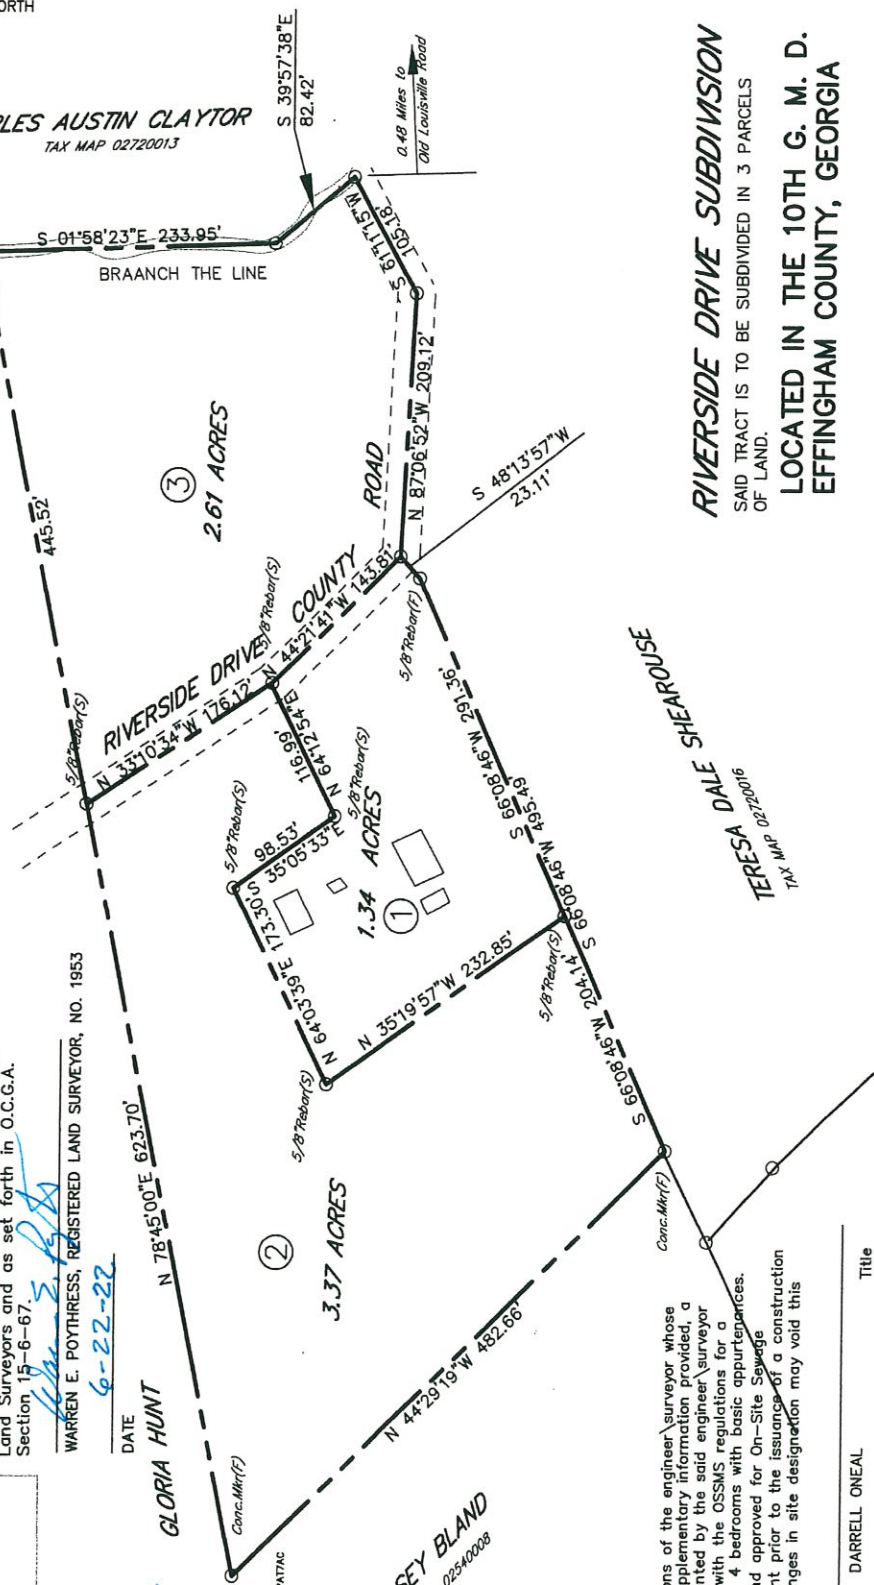 ORTH
AUSTIN CLAYTOR
TAX MAP 02720013
S 39°57'38"E
82.42'
0.48 Miles to
Old Louisville Road
S 01°58'23"E 233.95'
BRAANCH THE LINE
S 61°11'15"W
105.18'
N 87°06'52"W 209.12'
445.52'
3
2.61 ACRES
RIVERSIDE DRIVE
COUNTY
ROAD
5/8"Rebar(S)
N 33°10'34"W 176.12'
5/8"Rebar(S)
N 44°21'41"W 143.81'
S 48°13'57"W
23.11'
5/8"Rebar(F)
N 64°12'54"E
116.99'
5/8"Rebar(S)
5/8"Rebar(S)
98.53'
S 35°05'33"E
1.34 ACRES
1
N 64°03'39"E 173.30'
5/8"Rebar(S)
N 35°19'57"W 232.85'
5/8"Rebar(S)
S 66°08'46"W 291.36'
S 66°08'46"W 495.49'
S 66°08'46"W 204.14'
Conc.Mkr(F)
TERESA DALE SHEAROUSE
TAX MAP 02720016
RIVERSIDE DRIVE SUBDIVISION
SAID TRACT IS TO BE SUBDIVIDED IN 3 PARCELS
OF LAND.
LOCATED IN THE 10TH G. M. D.
EFFINGHAM COUNTY, GEORGIA
Land Surveyors and as set forth in O.C.G.A.
Section 15-6-67.
WARREN E. POYTHRESS, REGISTERED LAND SURVEYOR, NO. 1953
6-22-22
DATE
GLORIA HUNT
N 78°45'00"E 623.70'
2
3.37 ACRES
Conc.Mkr(F)
N 44°29'19"W 482.66'
SEY BLAND
02540008
ons of the engineer\surveyor whose
pplementary information provided, a
nted by the said engineer\surveyor
with the OSSMS regulations for a
4 bedrooms with basic appurtenances.
d approved for On-Site Sewage
nt prior to the issuance of a construction
nges in site designation may void this
DARRELL ONEAL
Title